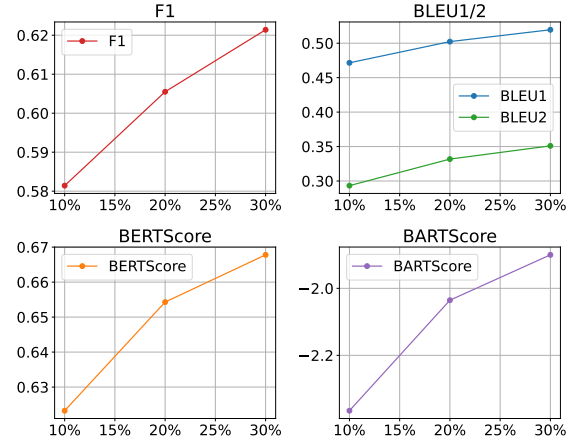 F1
0.62
0.61
0.60
0.59
0.58
F1
10% 15% 20% 25% 30%
BLEU1/2
0.50
0.45
0.40
0.35
0.30
BLEU1
BLEU2
10% 15% 20% 25% 30%
BERTScore
0.67
0.66
0.65
0.64
0.63
BERTScore
10% 15% 20% 25% 30%
BARTScore
−2.0
−2.2
BARTScore
10% 15% 20% 25% 30%